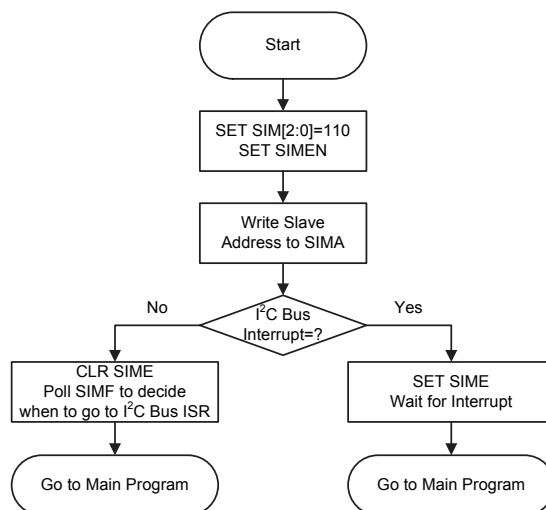 Start
SET SIM[2:0]=110
SET SIMEN
Write Slave
Address to SIMA
No
I²C Bus
Interrupt=?
Yes
CLR SIME
Poll SIMF to decide
when to go to I²C Bus ISR
SET SIME
Wait for Interrupt
Go to Main Program
Go to Main Program